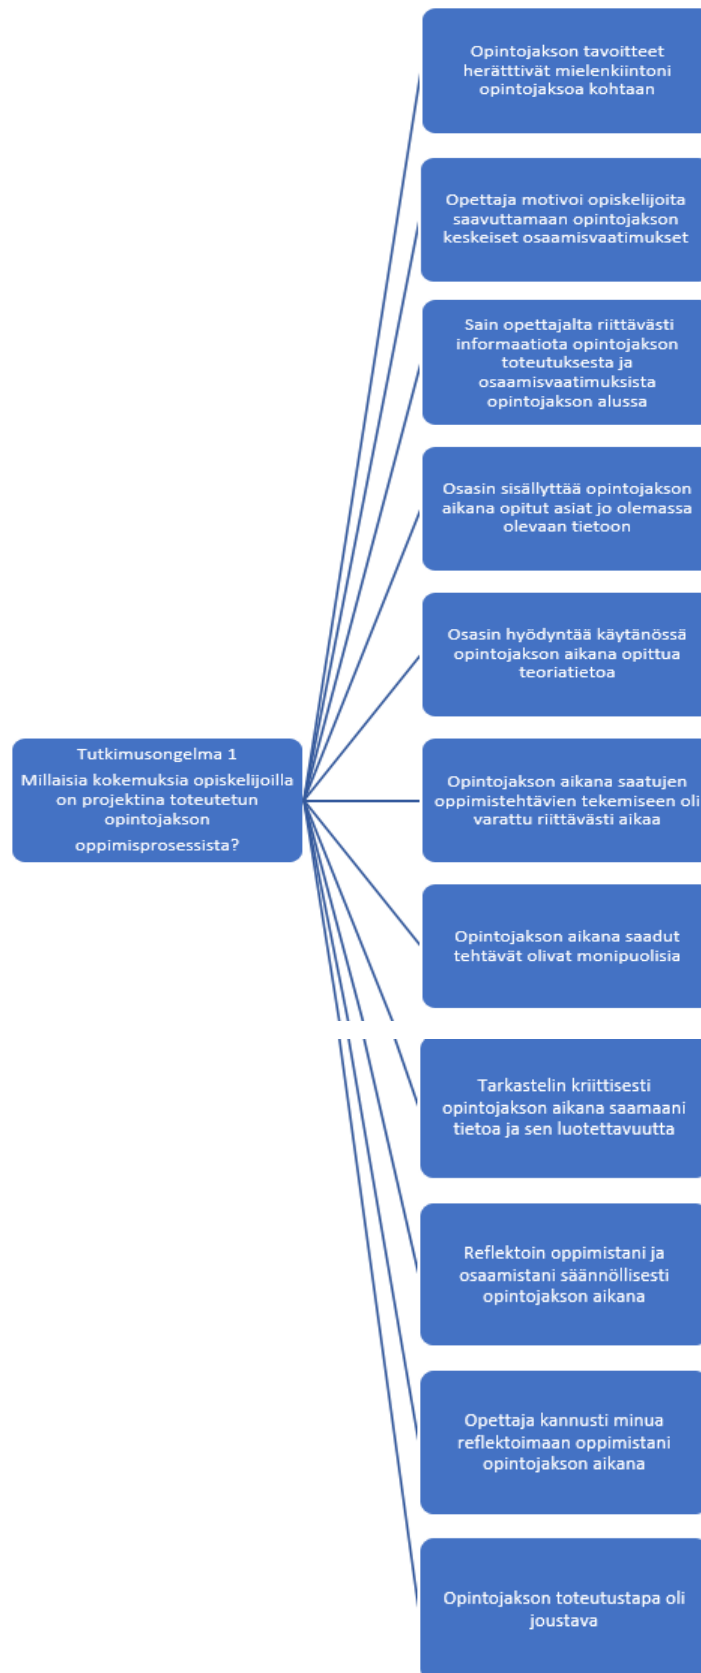 Opintojakson tavoitteet
herätttivät mielenkiintoni
opintojaksoa kohtaan
Opettaja motivoi opiskelijoita
saavuttamaan opintojakson
keskeiset osaamisvaatimukset
Sain opettajalta riittävästi
informaatiota opintojakson
toteutuksesta ja
osaamisvaatimuksista
opintojakson alussa
Osasin sisällyttää opintojakson
aikana opitut asiat jo olemassa
olevaan tietoon
Osasin hyödyntää käytänössä
opintojakson aikana opittua
teoriatietoa
Tutkimusongelma 1
Millaisia kokemuksia opiskelijoilla
on projektina toteutetun
opintojakson
oppimisprosessista?
Opintojakson aikana saatujen
oppimistehtävien tekemiseen oli
varattu riittävästi aikaa
Opintojakson aikana saadut
tehtävät olivat monipuolisia
Tarkastelin kriittisesti
opintojakson aikana saamaani
tietoa ja sen luotettavuutta
Reflektoin oppimistani ja
osaamistani säännöllisesti
opintojakson aikana
Opettaja kannusti minua
reflektoimaan oppimistani
opintojakson aikana
Opintojakson toteutustapa oli
joustava